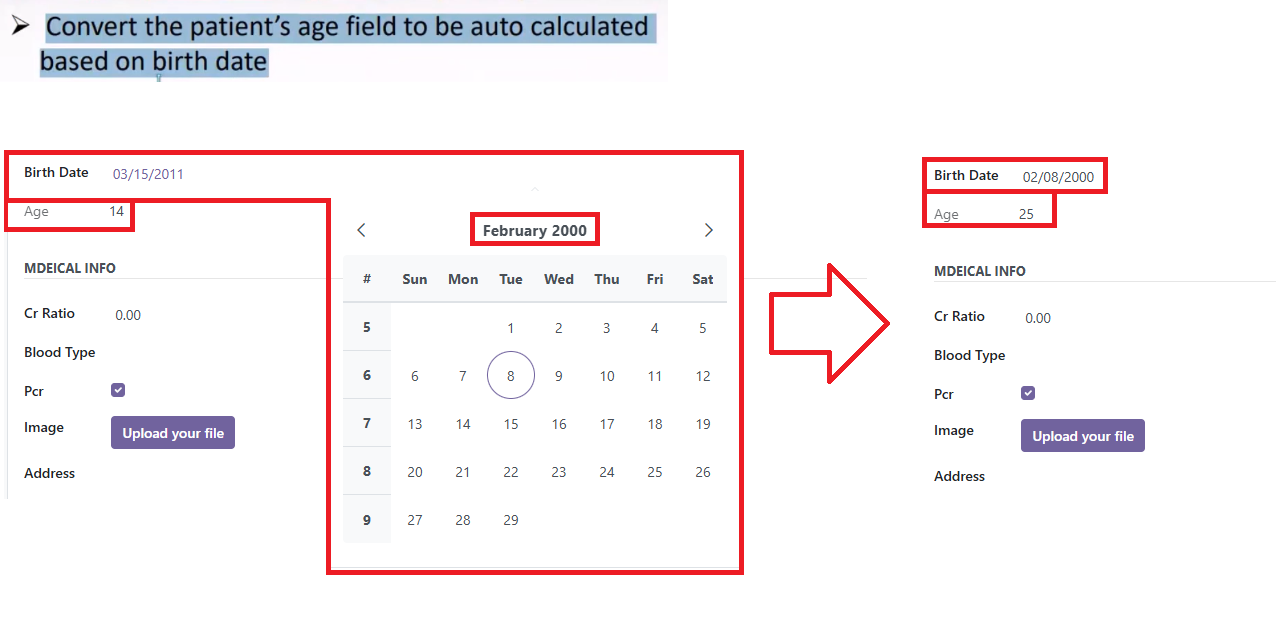 ➢ Convert the patient's age field to be auto calculated
based on birth date
Birth Date 03/15/2011
Age 14
MDEICAL INFO
Cr Ratio 0.00
Blood Type
Pcr
Image Upload your file
Address
February 2000
# Sun Mon Tue Wed Thu Fri Sat
5 1 2 3 4 5
6 6 7 8 9 10 11 12
7 13 14 15 16 17 18 19
8 20 21 22 23 24 25 26
9 27 28 29
Birth Date 02/08/2000
Age 25
MDEICAL INFO
Cr Ratio 0.00
Blood Type
Pcr
Image Upload your file
Address